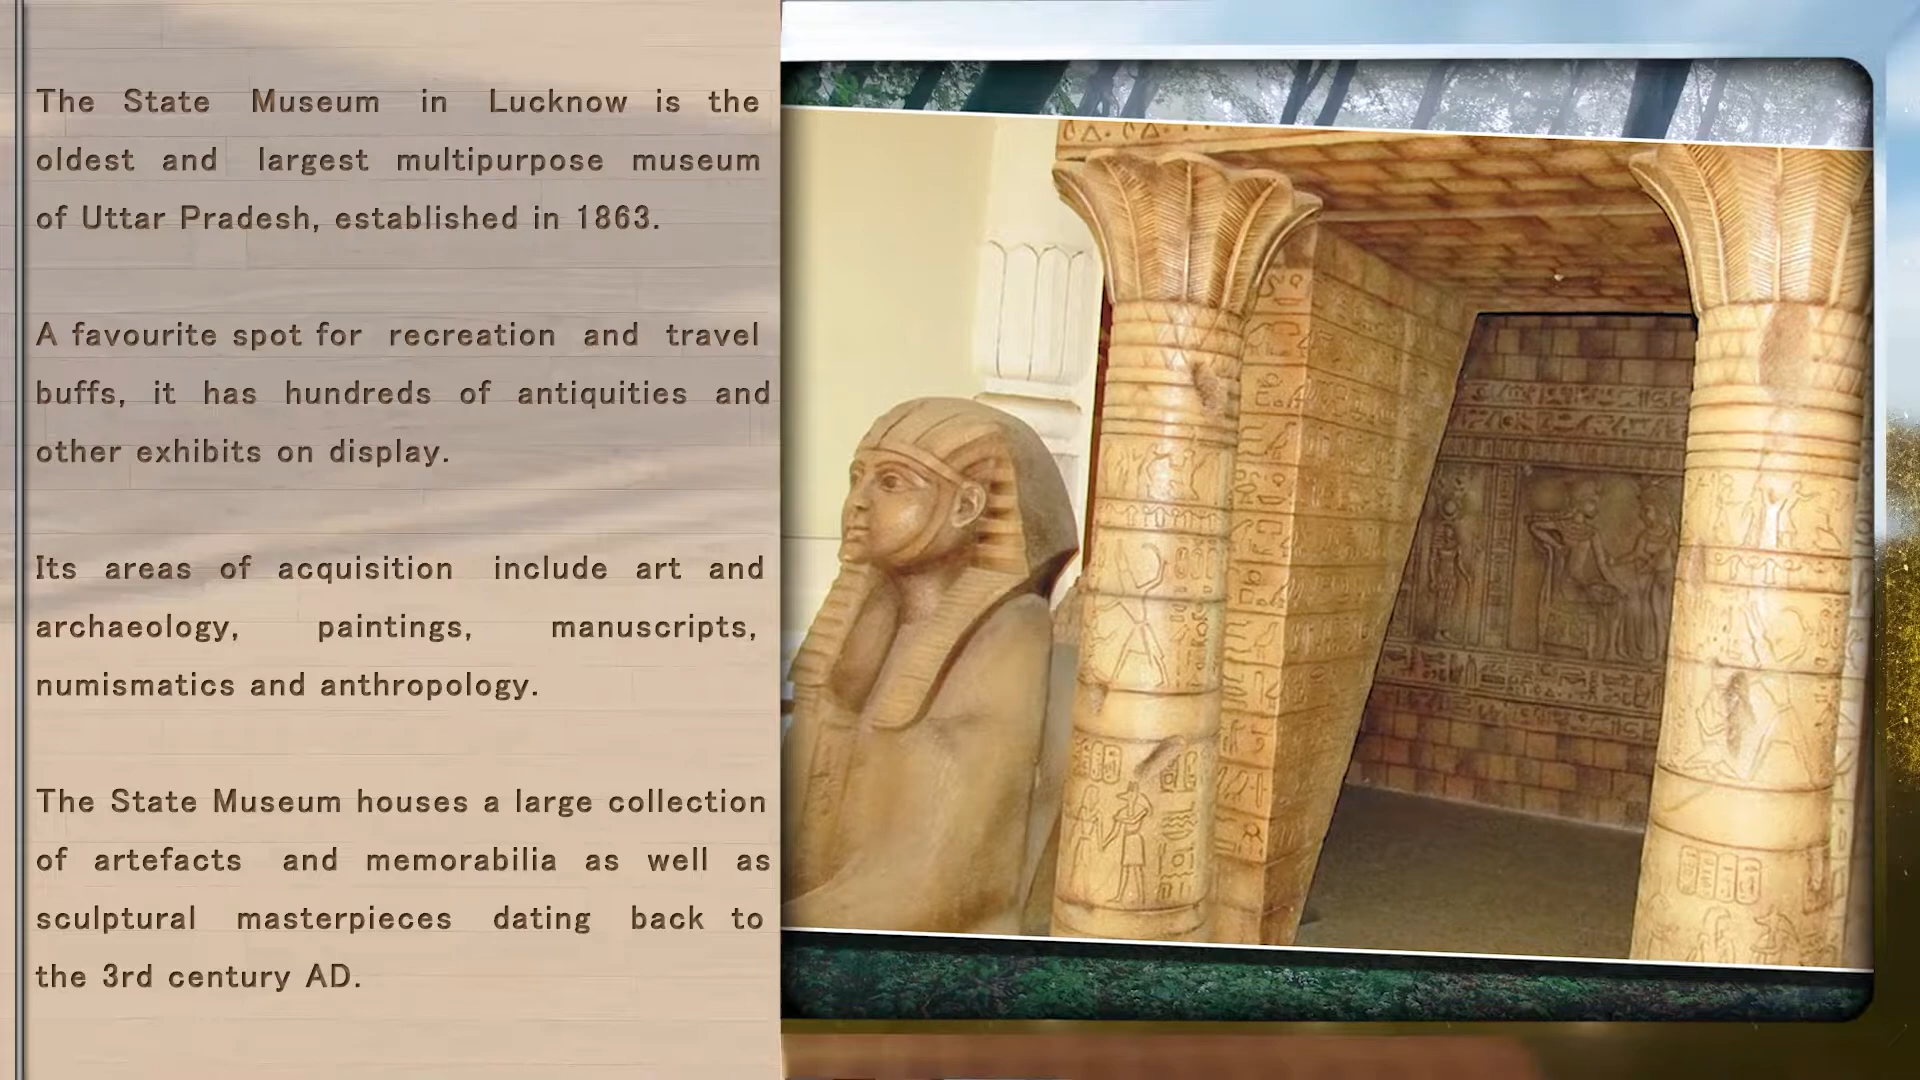 The State Museum in Lucknow is the
oldest and largest multipurpose museum
of Uttar Pradesh, established in 1863.
A favourite spot for recreation and travel
buffs, it has hundreds of antiquities and
other exhibits on display.
Its areas of acquisition include art and
archaeology, paintings, manuscripts,
numismatics and anthropology.
The State Museum houses a large collection
of artefacts and memorabilia as well as
sculptural masterpieces dating back to
the 3rd century AD.